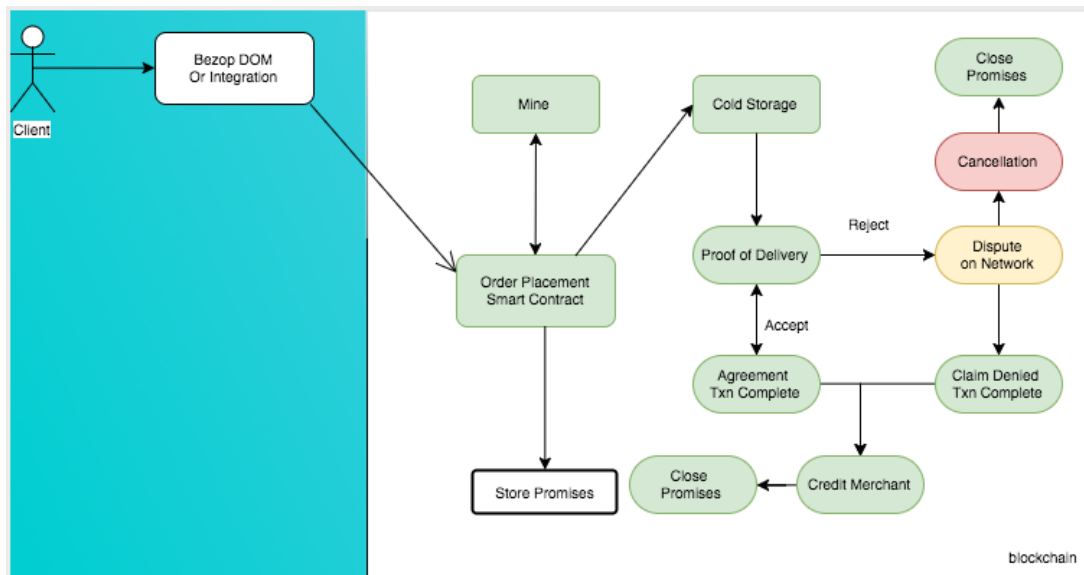 Client
Bezop DOM
Or Integration
Mine
Cold Storage
Close
Promises
Cancellation
Reject
Proof of Delivery
Dispute
on Network
Order Placement
Smart Contract
Accept
Agreement
Txn Complete
Claim Denied
Txn Complete
Store Promises
Close
Promises
Credit Merchant
blockchain